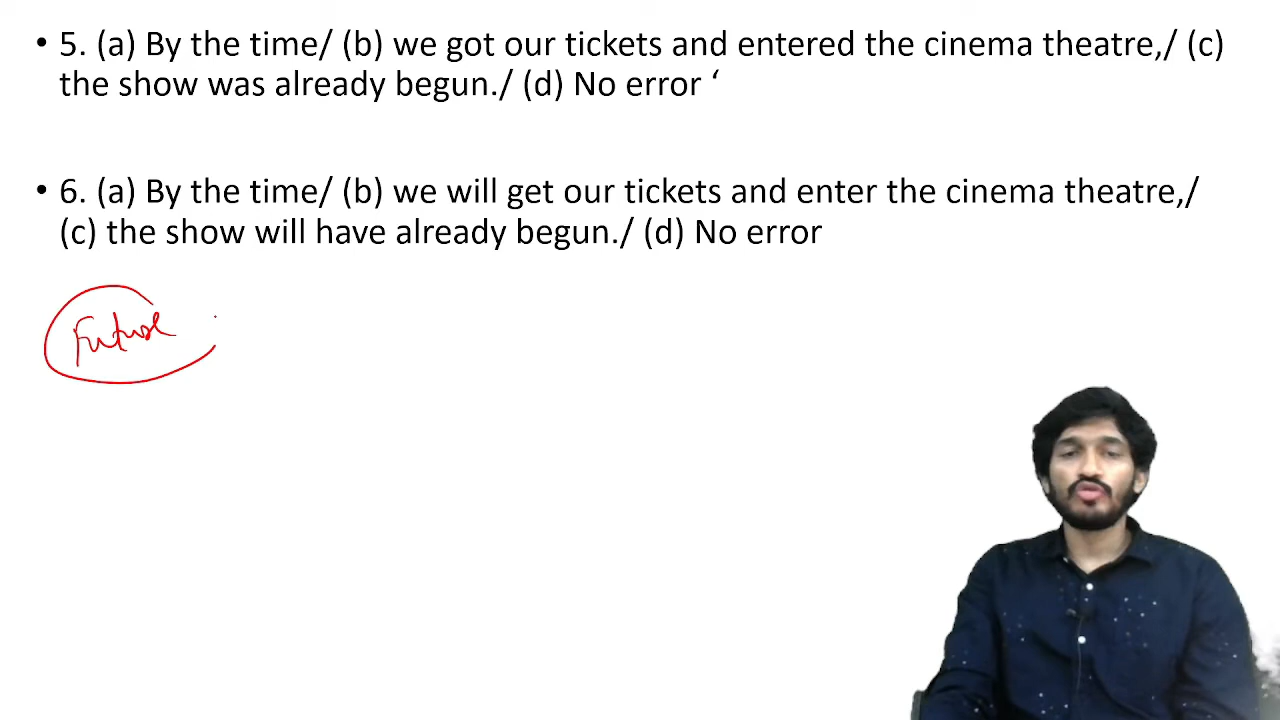 • 5. (a) By the time/ (b) we got our tickets and entered the cinema theatre,/ (c)
the show was already begun./ (d) No error ‘
• 6. (a) By the time/ (b) we will get our tickets and enter the cinema theatre,/
(c) the show will have already begun./ (d) No error
Future